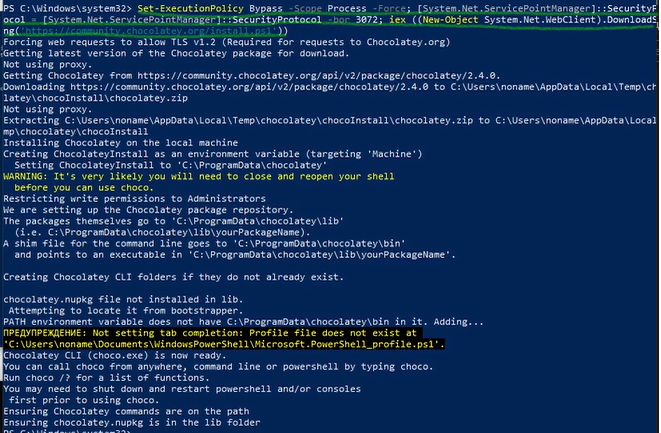 PS C:\Windows\system32> Set-ExecutionPolicy Bypass -Scope Process -Force; [System.Net.ServicePointManager]::SecurityP
rotocol = [System.Net.ServicePointManager]::SecurityProtocol -bor 3072; iex ((New-Object System.Net.WebClient).DownloadS
ng('https://community.chocolatey.org/install.ps1'))
Forcing web requests to allow TLS v1.2 (Required for requests to Chocolatey.org)
Getting latest version of the Chocolatey package for download.
Not using proxy.
Getting Chocolatey from https://community.chocolatey.org/api/v2/package/chocolatey/2.4.0.
Downloading https://community.chocolatey.org/api/v2/package/chocolatey/2.4.0 to C:\Users\noname\AppData\Local\Temp\ch
latey\chocoInstall\chocolatey.zip
Not using proxy.
Extracting C:\Users\noname\AppData\Local\Temp\chocolatey\chocoInstall\chocolatey.zip to C:\Users\noname\AppData\Loca
mp\chocolatey\chocoInstall
Installing Chocolatey on the local machine
Creating ChocolateyInstall as an environment variable (targeting 'Machine')
Setting ChocolateyInstall to 'C:\ProgramData\chocolatey'
WARNING: It's very likely you will need to close and reopen your shell
before you can use choco.
Restricting write permissions to Administrators
We are setting up the Chocolatey package repository.
The packages themselves go to 'C:\ProgramData\chocolatey\lib'
(i.e. C:\ProgramData\chocolatey\lib\yourPackageName).
A shim file for the command line goes to 'C:\ProgramData\chocolatey\bin'
and points to an executable in 'C:\ProgramData\chocolatey\lib\yourPackageName'.
Creating Chocolatey CLI folders if they do not already exist.
chocolatey.nupkg file not installed in lib.
Attempting to locate it from bootstrapper.
PATH environment variable does not have C:\ProgramData\chocolatey\bin in it. Adding...
ПРЕДУПРЕЖДЕНИЕ: Not setting tab completion: Profile file does not exist at
'C:\Users\noname\Documents\WindowsPowerShell\Microsoft.PowerShell_profile.ps1'.
Chocolatey CLI (choco.exe) is now ready.
You can call choco from anywhere, command line or powershell by typing choco.
Run choco /? for a list of functions.
You may need to shut down and restart powershell and/or consoles
first prior to using choco.
Ensuring Chocolatey commands are on the path
Ensuring chocolatey.nupkg is in the lib folder
PS C:\Windows\system32>